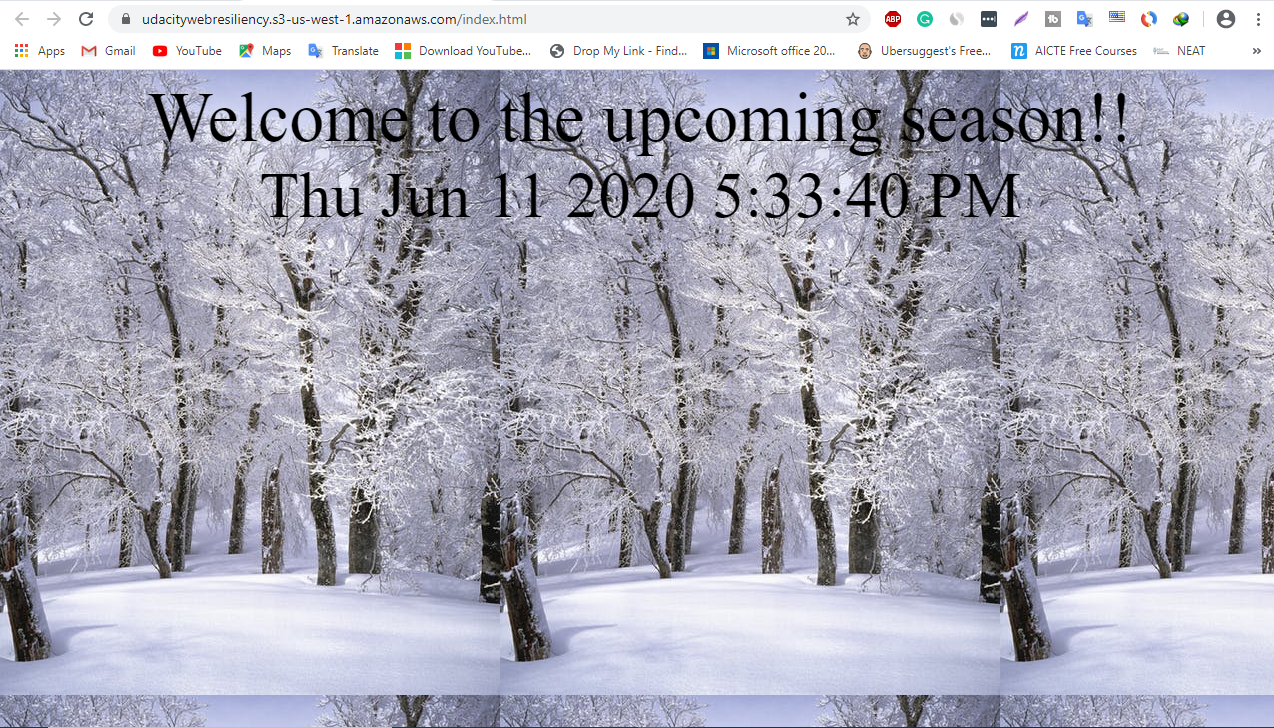 udacitywebresiliency.s3-us-west-1.amazonaws.com/index.html
ABP
Apps Gmail YouTube Maps Translate Download YouTube... Drop My Link - Find... Microsoft office 20... Ubersuggest's Free... AICTE Free Courses NEAT »
Welcome to the upcoming season!!
Thu Jun 11 2020 5:33:40 PM